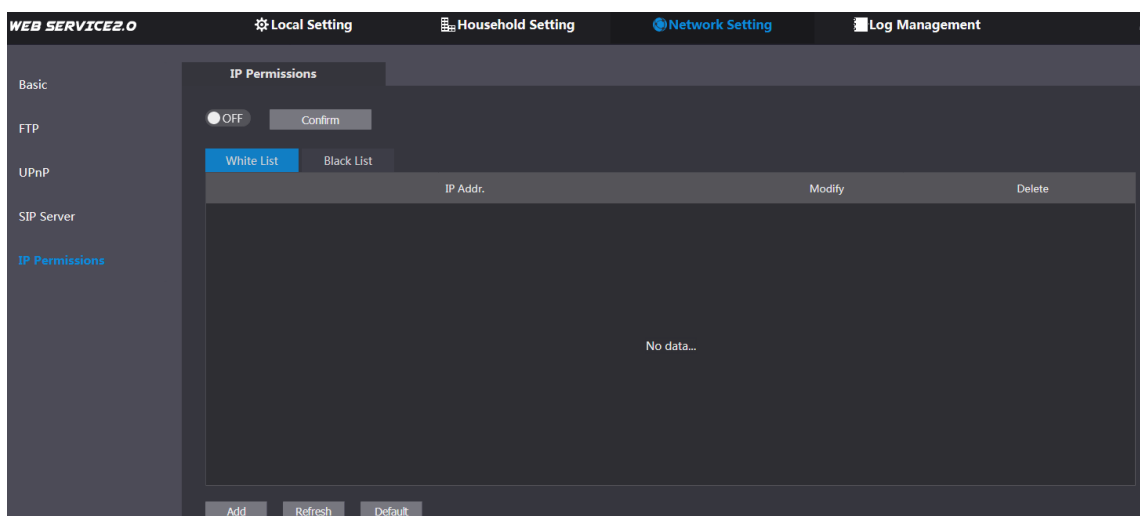 WEB SERVICE2.0 Local Setting Household Setting Network Setting Log Management
IP Permissions
Basic
OFF Confirm
FTP
White List Black List
UPnP
IP Addr. Modify Delete
SIP Server
IP Permissions
No data...
Add Refresh Default